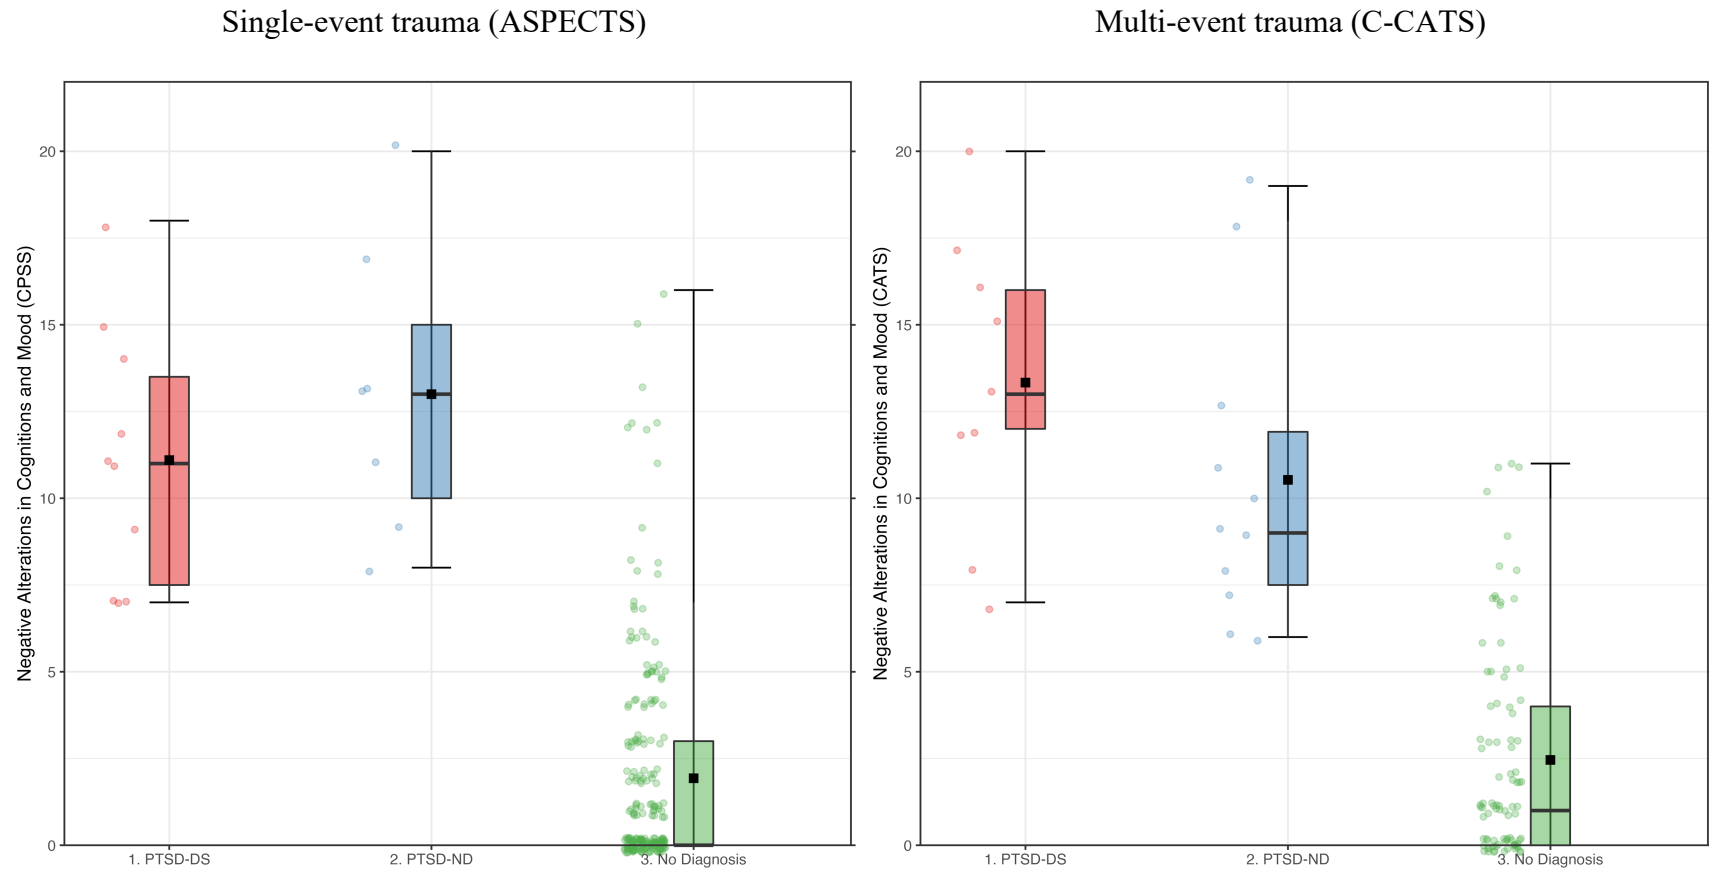 Single-event trauma (ASPECTS)
Negative Alterations in Cognitions and Mood (CPSS)
20
15
10
5
0
1. PTSD-DS
2. PTSD-ND
3. No Diagnosis
Multi-event trauma (C-CATS)
Negative Alterations in Cognitions and Mood (CATS)
20
15
10
5
0
1. PTSD-DS
2. PTSD-ND
3. No Diagnosis